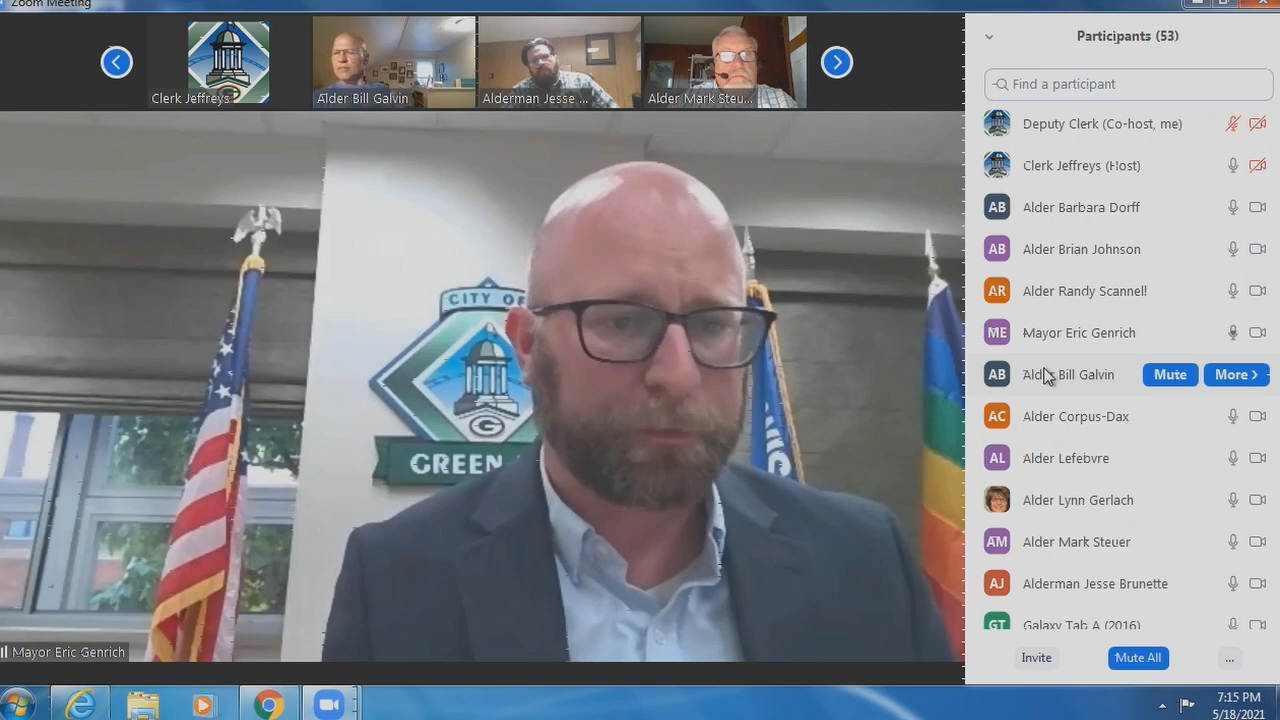 Zoom Meeting
Clerk Jeffreys
Alder Bill Galvin
Alderman Jesse ...
Alder Mark Steu...
CITY OF
GREEN
G
Mayor Eric Genrich
Participants (53)
Find a participant
Deputy Clerk (Co-host, me)
Clerk Jeffreys (Host)
AB Alder Barbara Dorff
AB Alder Brian Johnson
AR Alder Randy Scannell!
ME Mayor Eric Genrich
AB Alder Bill Galvin Mute More >
AC Alder Corpus-Dax
AL Alder Lefebvre
Alder Lynn Gerlach
AM Alder Mark Steuer
AJ Alderman Jesse Brunette
GT Galaxy Tab A (2016)
Invite Mute All ...
7:15 PM
5/18/2021